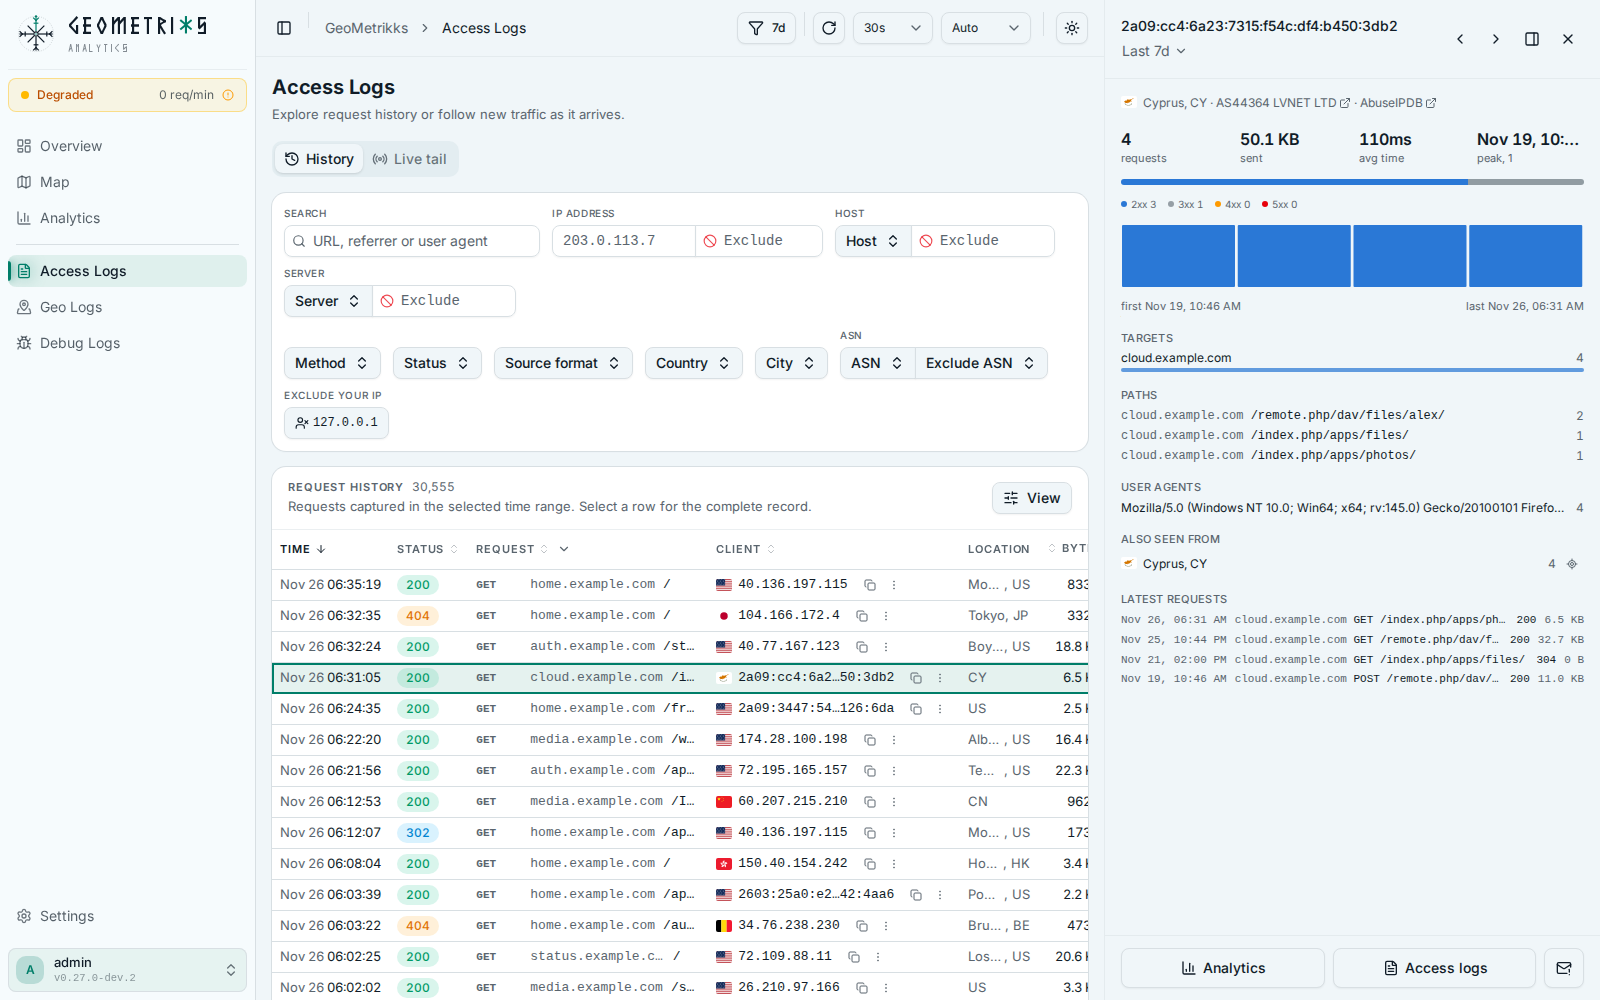 GEOMETRIKKS
ANALYTICS
Degraded 0 req/min
Overview
Map
Analytics
Access Logs
Geo Logs
Debug Logs
Settings
A admin
v0.27.0-dev.2
GeoMetrikks > Access Logs
7d 30s Auto
Access Logs
Explore request history or follow new traffic as it arrives.
History Live tail
SEARCH IP ADDRESS HOST
URL, referrer or user agent 203.0.113.7 Exclude Host Exclude
SERVER
Server Exclude
ASN
Method Status Source format Country City ASN Exclude ASN
EXCLUDE YOUR IP
127.0.0.1
REQUEST HISTORY 30,555
Requests captured in the selected time range. Select a row for the complete record.
View
TIME STATUS REQUEST CLIENT LOCATION BYT
Nov 26 06:35:19 200 GET home.example.com / 40.136.197.115 Mo... , US 833
Nov 26 06:32:35 404 GET home.example.com / 104.166.172.4 Tokyo, JP 332
Nov 26 06:32:24 200 GET auth.example.com /st… 40.77.167.123 Boy..., US 18.8
Nov 26 06:31:05 200 GET cloud.example.com /i… 2a09:cc4:6a2…50:3db2 CY 6.5
Nov 26 06:24:35 200 GET home.example.com /fr… 2a09:3447:54…126:6da US 2.5
Nov 26 06:22:20 200 GET media.example.com /w… 174.28.100.198 Alb... , US 16.4
Nov 26 06:21:56 200 GET auth.example.com /ap… 72.195.165.157 Te... , US 22.3
Nov 26 06:12:53 200 GET media.example.com /I… 60.207.215.210 CN 962
Nov 26 06:12:07 302 GET home.example.com /ap… 40.136.197.115 Mo... , US 173
Nov 26 06:08:04 200 GET home.example.com / 150.40.154.242 Ho... , HK 3.4
Nov 26 06:03:39 200 GET home.example.com /ap… 2603:25a0:e2…42:4aa6 Po... , US 2.2
Nov 26 06:03:22 404 GET home.example.com /au… 34.76.238.230 Bru... , BE 473
Nov 26 06:02:25 200 GET status.example.c… / 72.109.88.11 Los..., US 20.6
Nov 26 06:02:02 200 GET media.example.com /s… 26.210.97.166 US 3.3
2a09:cc4:6a23:7315:f54c:df4:b450:3db2
Last 7d
Cyprus, CY · AS44364 LVNET LTD · AbuseIPDB
4 50.1 KB 110ms Nov 19, 10:...
requests sent avg time peak, 1
2xx 3 3xx 1 4xx 0 5xx 0
first Nov 19, 10:46 AM last Nov 26, 06:31 AM
TARGETS
cloud.example.com 4
PATHS
cloud.example.com /remote.php/dav/files/alex/ 2
cloud.example.com /index.php/apps/files/ 1
cloud.example.com /index.php/apps/photos/ 1
USER AGENTS
Mozilla/5.0 (Windows NT 10.0; Win64; x64; rv:145.0) Gecko/20100101 Firefo... 4
ALSO SEEN FROM
Cyprus, CY 4
LATEST REQUESTS
Nov 26, 06:31 AM cloud.example.com GET /index.php/apps/ph… 200 6.5 KB
Nov 25, 10:44 PM cloud.example.com GET /remote.php/dav/f… 200 32.7 KB
Nov 21, 02:00 PM cloud.example.com GET /index.php/apps/files/ 304 0 B
Nov 19, 10:46 AM cloud.example.com POST /remote.php/dav/… 200 11.0 KB
Analytics Access logs